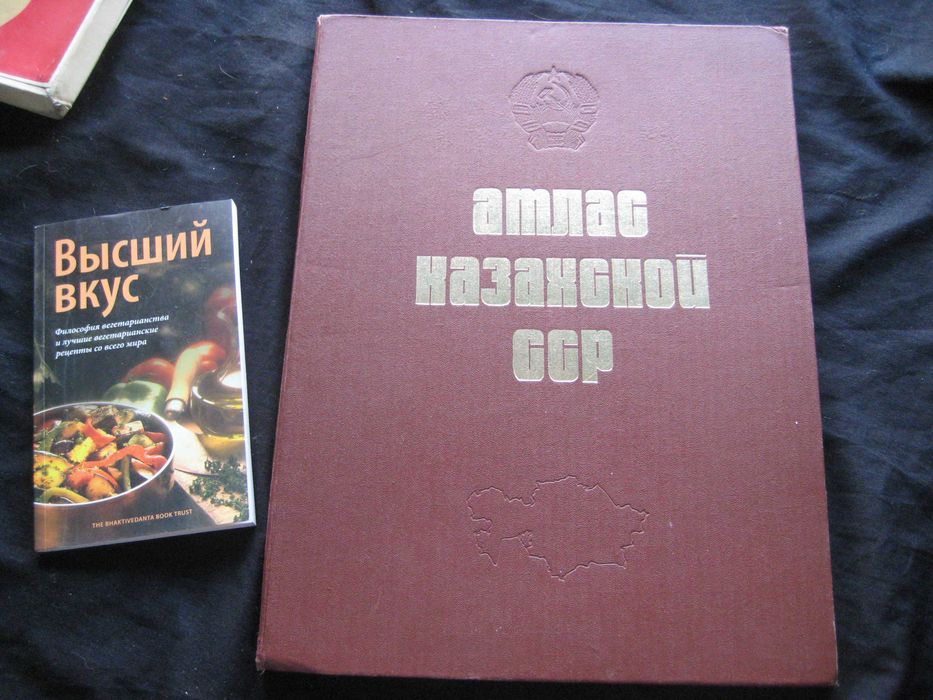 Высший
вкус
Философия вегетарианства
и лучшие вегетарианские
рецепты со всего мира
THE BHAKTIVEDANTA BOOK TRUST
АТЛАС
КАЗАХСКОЙ
ССР